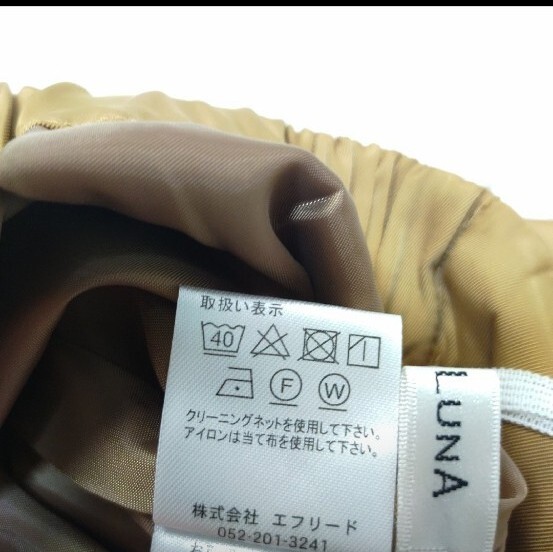 取扱い表示
40
F W
クリーニングネットを使用して下さい。
アイロンは当て布を使用して下さい。
株式会社 エフリード
052-201-3241
LUNA